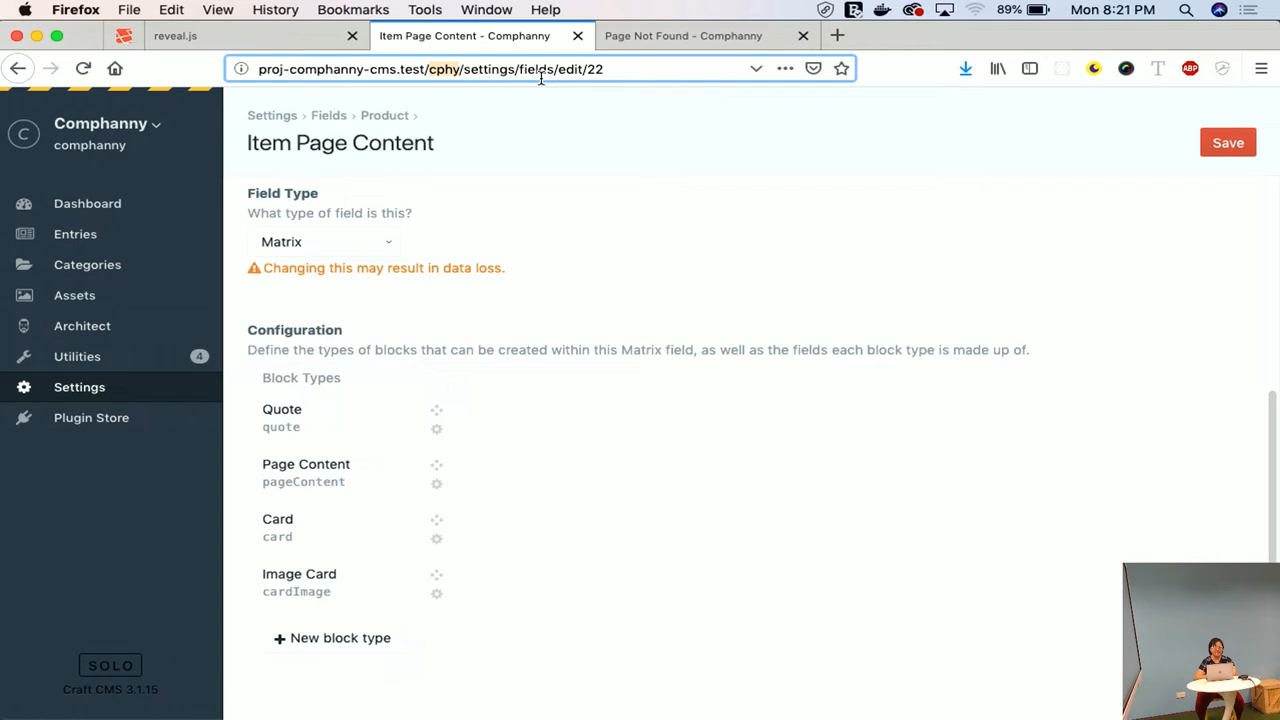 Firefox File Edit View History Bookmarks Tools Window Help 89% Mon 8:21 PM
reveal.js Item Page Content - Comphanny Page Not Found - Comphanny
proj-comphanny-cms.test/cphy/settings/fields/edit/22
ABP
C
Comphanny
comphanny
Dashboard
Entries
Categories
Assets
Architect
Utilities 4
Settings
Plugin Store
SOLO
Craft CMS 3.1.15
Settings › Fields › Product ›
Item Page Content
Save
Field Type
What type of field is this?
Matrix
Changing this may result in data loss.
Configuration
Define the types of blocks that can be created within this Matrix field, as well as the fields each block type is made up of.
Block Types
Quote
quote
Page Content
pageContent
Card
card
Image Card
cardImage
+ New block type